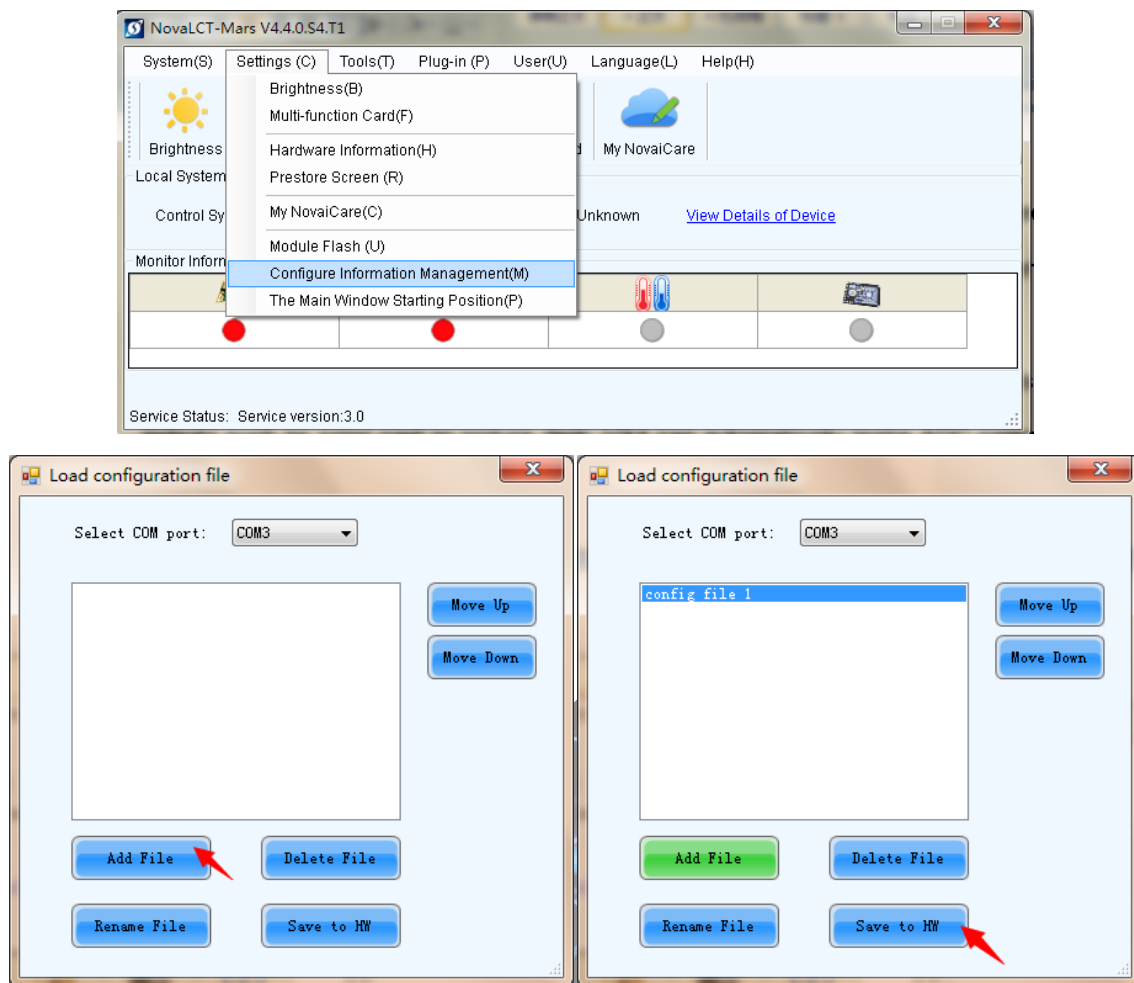 NovaLCT-Mars V4.4.0.S4.T1
System(S) Settings (C) Tools(T) Plug-in (P) User(U) Language(L) Help(H)
Brightness(B)
Multi-function Card(F)
Hardware Information(H)
Prestore Screen (R)
My NovaiCare(C)
Module Flash (U)
Configure Information Management(M)
The Main Window Starting Position(P)
Brightness
My NovaiCare
Local System
Control Sy
Unknown View Details of Device
Monitor Inform
Service Status: Service version:3.0
Load configuration file
Select COM port: COM3
Move Up
Move Down
Add File Delete File
Rename File Save to HW
Load configuration file
Select COM port: COM3
config file 1
Move Up
Move Down
Add File Delete File
Rename File Save to HW